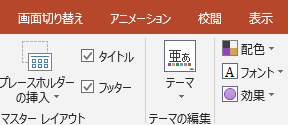 画面切り替え アニメーション 校閲 表示
プレースホルダー
の挿入
タイトル
フッター
マスター レイアウト
亜あ
テーマ
テーマの編集
配色
A フォント
効果